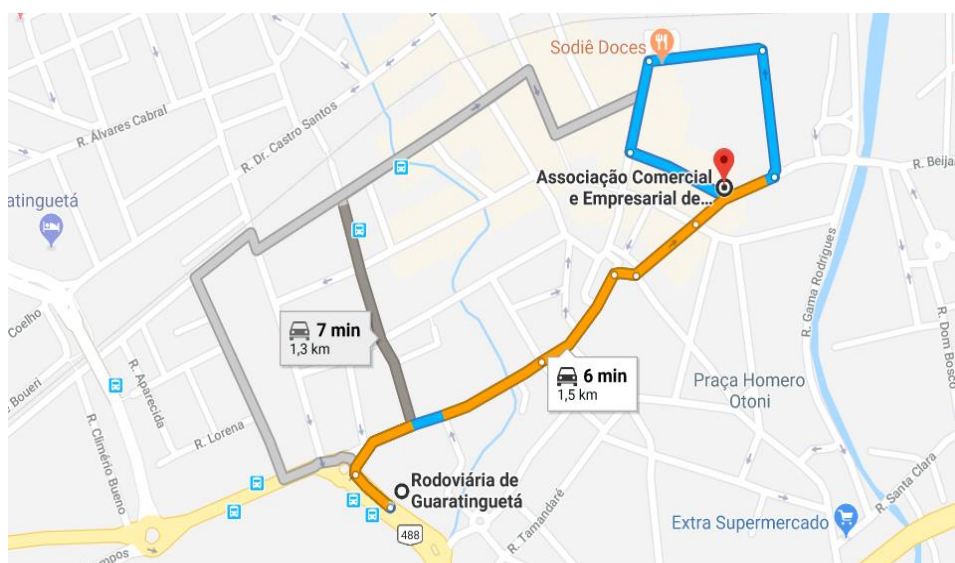 Sodiê Doces
R. Álvares Cabral
R. Dr. Castro Santos
R. Beija
Associação Comercial
e Empresarial de...
atinguetá
R. Gama Rodrigues
Coelho
7 min
1,3 km
R. Dom Bosco
e Boueri
R. Aparecida
6 min
1,5 km
Praça Homero
Otoni
R. Climério Bueno
R. Lorena
Rodoviária de
Guaratinguetá
R. Santa Clara
R. Tamandaré
Extra Supermercado
488
mpos